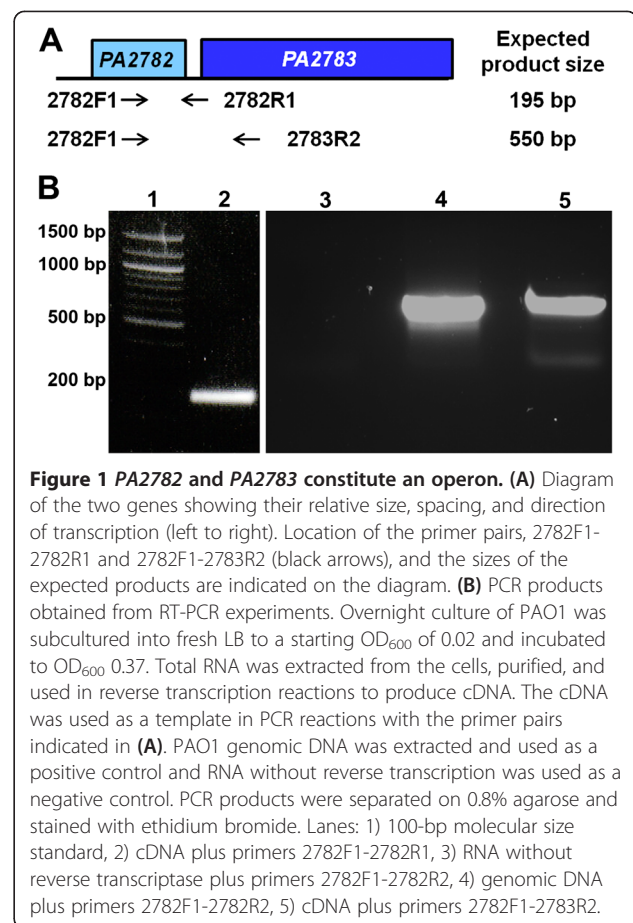 A
PA2782 PA2783
Expected
product size
2782F1 2782R1 195 bp
2782F1 2783R2 550 bp
B
1 2 3 4 5
1500 bp
1000 bp
500 bp
200 bp
Figure 1 PA2782 and PA2783 constitute an operon. (A) Diagram
of the two genes showing their relative size, spacing, and direction
of transcription (left to right). Location of the primer pairs, 2782F1-
2782R1 and 2782F1-2783R2 (black arrows), and the sizes of the
expected products are indicated on the diagram. (B) PCR products
obtained from RT-PCR experiments. Overnight culture of PAO1 was
subcultured into fresh LB to a starting OD600 of 0.02 and incubated
to OD600 0.37. Total RNA was extracted from the cells, purified, and
used in reverse transcription reactions to produce cDNA. The cDNA
was used as a template in PCR reactions with the primer pairs
indicated in (A). PAO1 genomic DNA was extracted and used as a
positive control and RNA without reverse transcription was used as a
negative control. PCR products were separated on 0.8% agarose and
stained with ethidium bromide. Lanes: 1) 100-bp molecular size
standard, 2) cDNA plus primers 2782F1-2782R1, 3) RNA without
reverse transcriptase plus primers 2782F1-2782R2, 4) genomic DNA
plus primers 2782F1-2782R2, 5) cDNA plus primers 2782F1-2783R2.